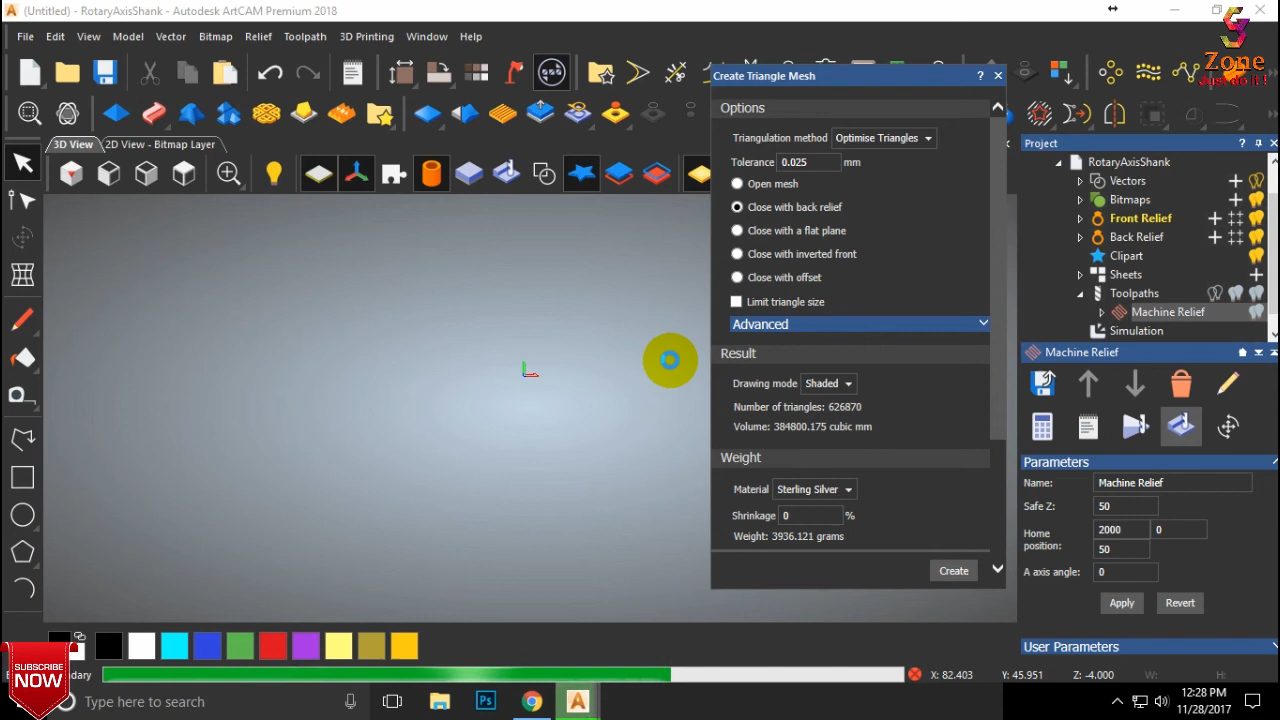 (Untitled) - RotaryAxisShank - Autodesk ArtCAM Premium 2018
File Edit View Model Vector Bitmap Relief Toolpath 3D Printing Window Help
Zone
Just do it !
Create Triangle Mesh
Options
Triangulation method Optimise Triangles
Tolerance 0.025 mm
Open mesh
Close with back relief
Close with a flat plane
Close with inverted front
Close with offset
Limit triangle size
Advanced
Result
Drawing mode Shaded
Number of triangles: 626870
Volume: 384800.175 cubic mm
Weight
Material Sterling Silver
Shrinkage 0 %
Weight: 3936.121 grams
Create
3D View 2D View - Bitmap Layer
Project
RotaryAxisShank
Vectors
Bitmaps
Front Relief
Back Relief
Clipart
Sheets
Toolpaths
Machine Relief
Simulation
Machine Relief
Parameters
Name: Machine Relief
Safe Z: 50
Home position: 2000 0
50
A axis angle: 0
Apply Revert
User Parameters
SUBSCRIBE
NOW
X: 82.403 Y: 45.951 Z: -4.000 W: H:
Type here to search
12:28 PM
11/28/2017